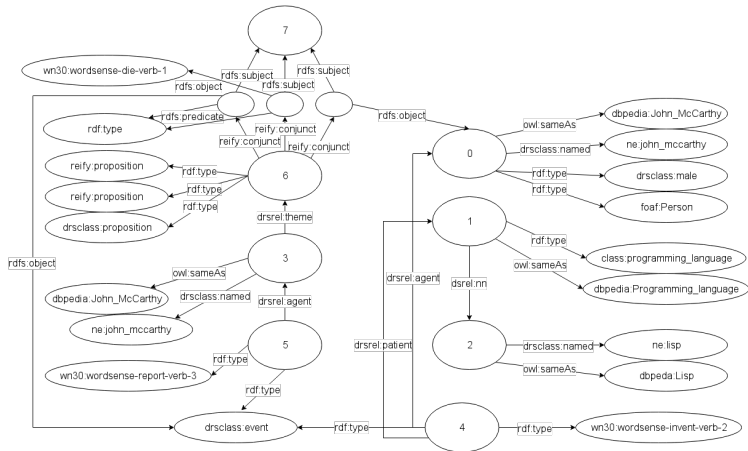 7
rdfs:subject
rdfs:subject
rdfs:subject
wn30:wordsense-die-verb-1
rdfs:object
rdfs:predicate
rdfs:object
rdf:type
reify:conjunct
reify:conjunct
reify:conjunct
owl:sameAs
dbpedia:John_McCarthy
0
drsclass:named
ne:john_mccarthy
rdf:type
drsclass:male
rdf:type
foaf:Person
reify:proposition
rdf:type
6
reify:proposition
rdf:type
rdf:type
drsclass:proposition
drsrel:theme
1
rdf:type
class:programming_language
owl:sameAs
dbpedia:Programming_language
rdfs:object
drsrel:agent
dsrel:nn
3
owl:sameAs
dbpedia:John_McCarthy
drsclass:named
ne:john_mccarthy
drsrel:agent
drsrel:patient
2
drsclass:named
ne:lisp
owl:sameAs
dbpeda:Lisp
5
rdf:type
wn30:wordsense-report-verb-3
rdf:type
drsclass:event
rdf:type
4
rdf:type
wn30:wordsense-invent-verb-2